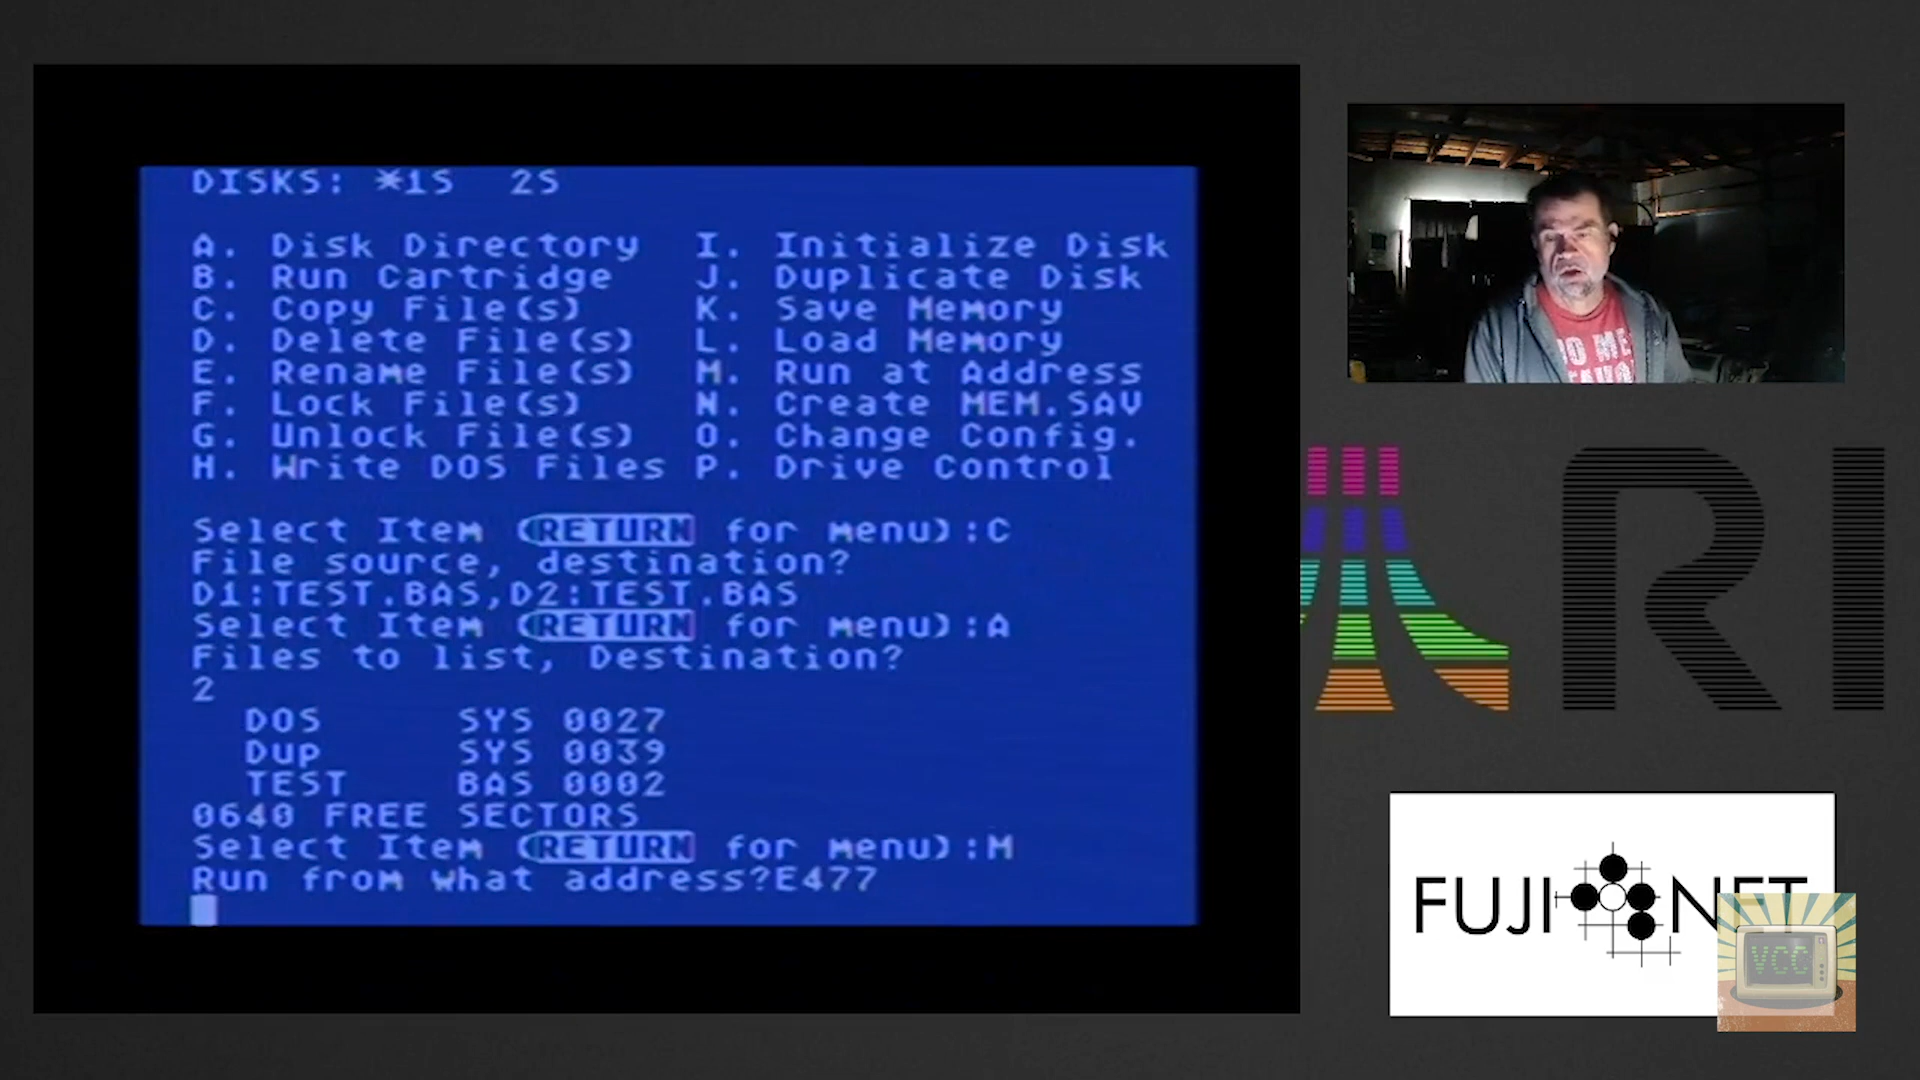 DISKS: *1S 2S
A. Disk Directory I. Initialize Disk
B. Run Cartridge J. Duplicate Disk
C. Copy File(s) K. Save Memory
D. Delete File(s) L. Load Memory
E. Rename File(s) M. Run at Address
F. Lock File(s) N. Create MEM.SAV
G. Unlock File(s) O. Change Config.
H. Write DOS Files P. Drive Control
Select Item (RETURN for menu):C
File source, destination?
D1:TEST.BAS,D2:TEST.BAS
Select Item (RETURN for menu):A
Files to list, Destination?
2
DOS SYS 0027
Dup SYS 0039
TEST BAS 0002
0640 FREE SECTORS
Select Item (RETURN for menu):M
Run from what address?E477
RI
FUJI NET
VCC